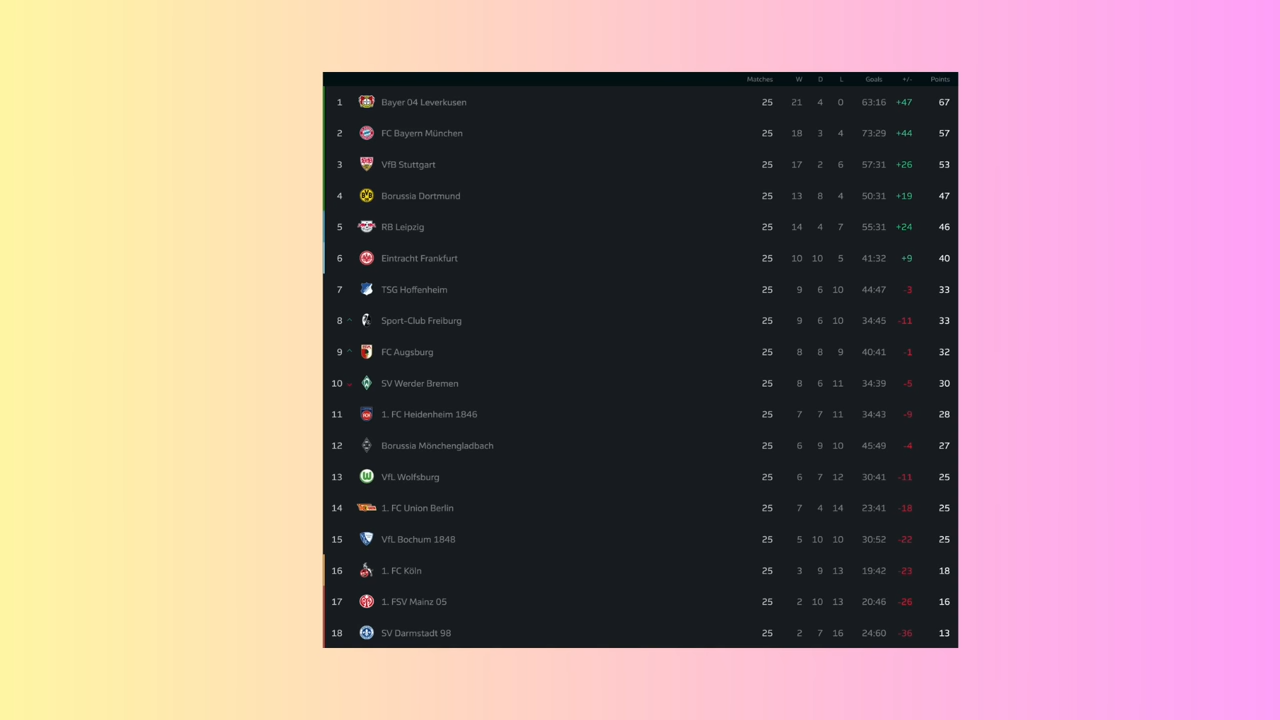 Matches W D L Goals +/- Points
1 Bayer 04 Leverkusen 25 21 4 0 63:16 +47 67
2 FC Bayern München 25 18 3 4 73:29 +44 57
3 VfB Stuttgart 25 17 2 6 57:31 +26 53
4 Borussia Dortmund 25 13 8 4 50:31 +19 47
5 RB Leipzig 25 14 4 7 55:31 +24 46
6 Eintracht Frankfurt 25 10 10 5 41:32 +9 40
7 TSG Hoffenheim 25 9 6 10 44:47 -3 33
8 Sport-Club Freiburg 25 9 6 10 34:45 -11 33
9 FC Augsburg 25 8 8 9 40:41 -1 32
10 SV Werder Bremen 25 8 6 11 34:39 -5 30
11 1. FC Heidenheim 1846 25 7 7 11 34:43 -9 28
12 Borussia Mönchengladbach 25 6 9 10 45:49 -4 27
13 VfL Wolfsburg 25 6 7 12 30:41 -11 25
14 1. FC Union Berlin 25 7 4 14 23:41 -18 25
15 VfL Bochum 1848 25 5 10 10 30:52 -22 25
16 1. FC Köln 25 3 9 13 19:42 -23 18
17 1. FSV Mainz 05 25 2 10 13 20:46 -26 16
18 SV Darmstadt 98 25 2 7 16 24:60 -36 13